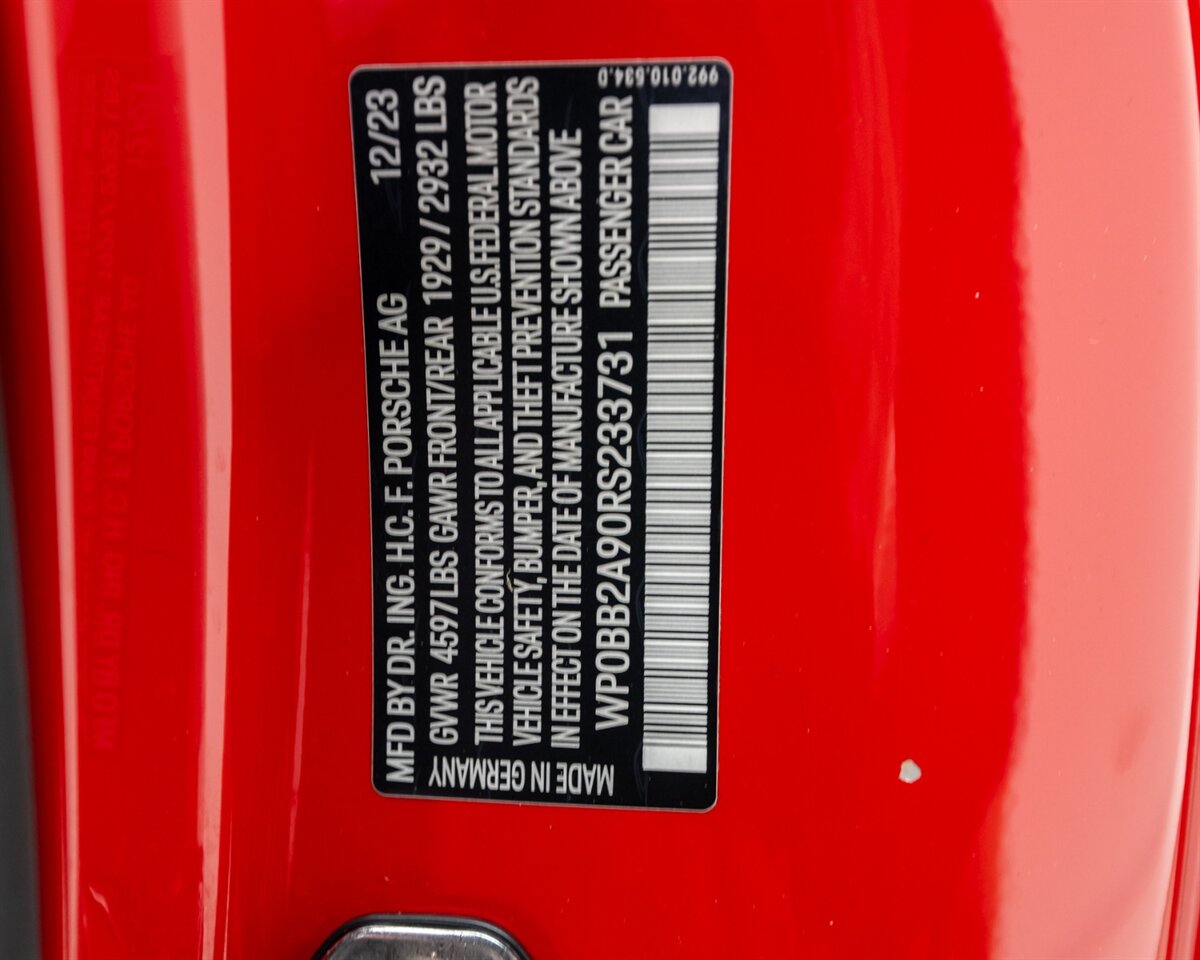 MFD BY DR. ING. H.C. F. PORSCHE AG 12/23
GVWR 4597 LBS GAWR FRONT/REAR 1929 / 2932 LBS
THIS VEHICLE CONFORMS TO ALL APPLICABLE U.S. FEDERAL MOTOR
VEHICLE SAFETY, BUMPER, AND THEFT PREVENTION STANDARDS
IN EFFECT ON THE DATE OF MANUFACTURE SHOWN ABOVE
WP0BB2A90RS233731 PASSENGER CAR
MADE IN GERMANY
992.010.534.0